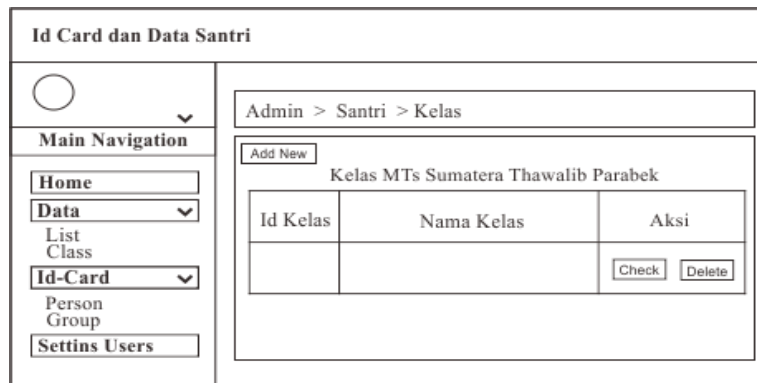 Id Card dan Data Santri
Main Navigation
Home
Data
List
Class
Id-Card
Person
Group
Settins Users
Admin > Santri > Kelas
Add New
Kelas MTs Sumatera Thawalib Parabek
Id Kelas Nama Kelas Aksi
Check Delete